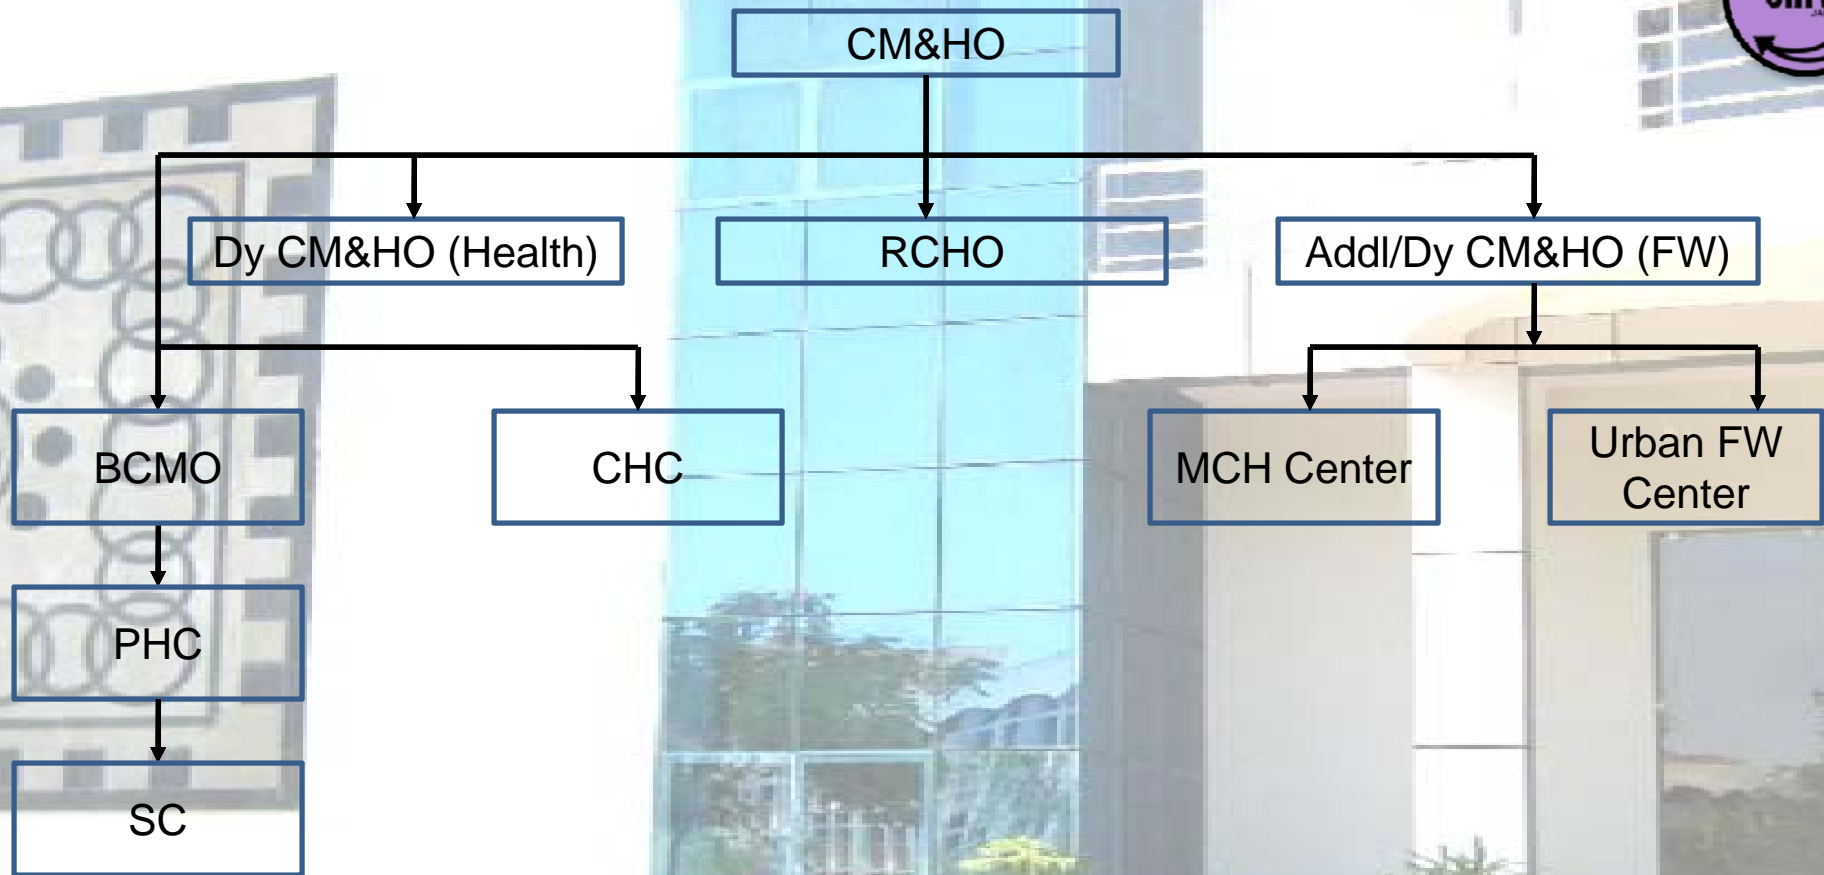 CM&HO
Dy CM&HO (Health)
RCHO
Addl/Dy CM&HO (FW)
BCMO
CHC
MCH Center
Urban FW
Center
PHC
SC